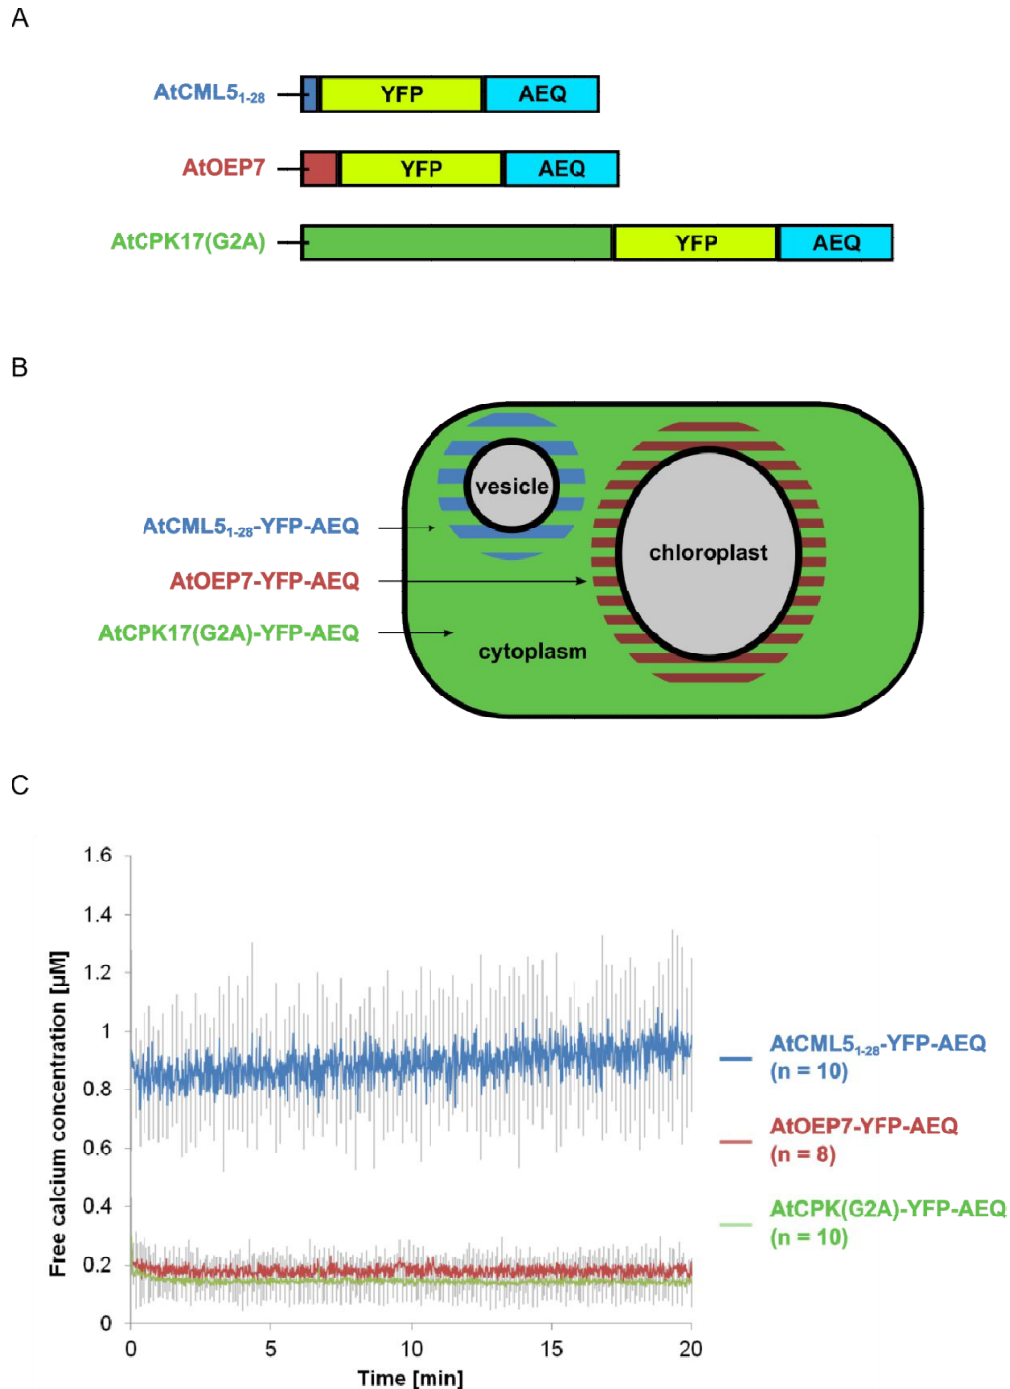 A
AtCML5₁₋₂₈ YFP AEQ
AtOEP7 YFP AEQ
AtCPK17(G2A) YFP AEQ
B
vesicle
AtCML5₁₋₂₈-YFP-AEQ
chloroplast
AtOEP7-YFP-AEQ
AtCPK17(G2A)-YFP-AEQ
cytoplasm
C
Free calcium concentration [µM]
1.6
1.4
1.2
1
0.8
0.6
0.4
0.2
0
0 5 10 15 20
Time [min]
AtCML5₁₋₂₈-YFP-AEQ
(n = 10)
AtOEP7-YFP-AEQ
(n = 8)
AtCPK(G2A)-YFP-AEQ
(n = 10)